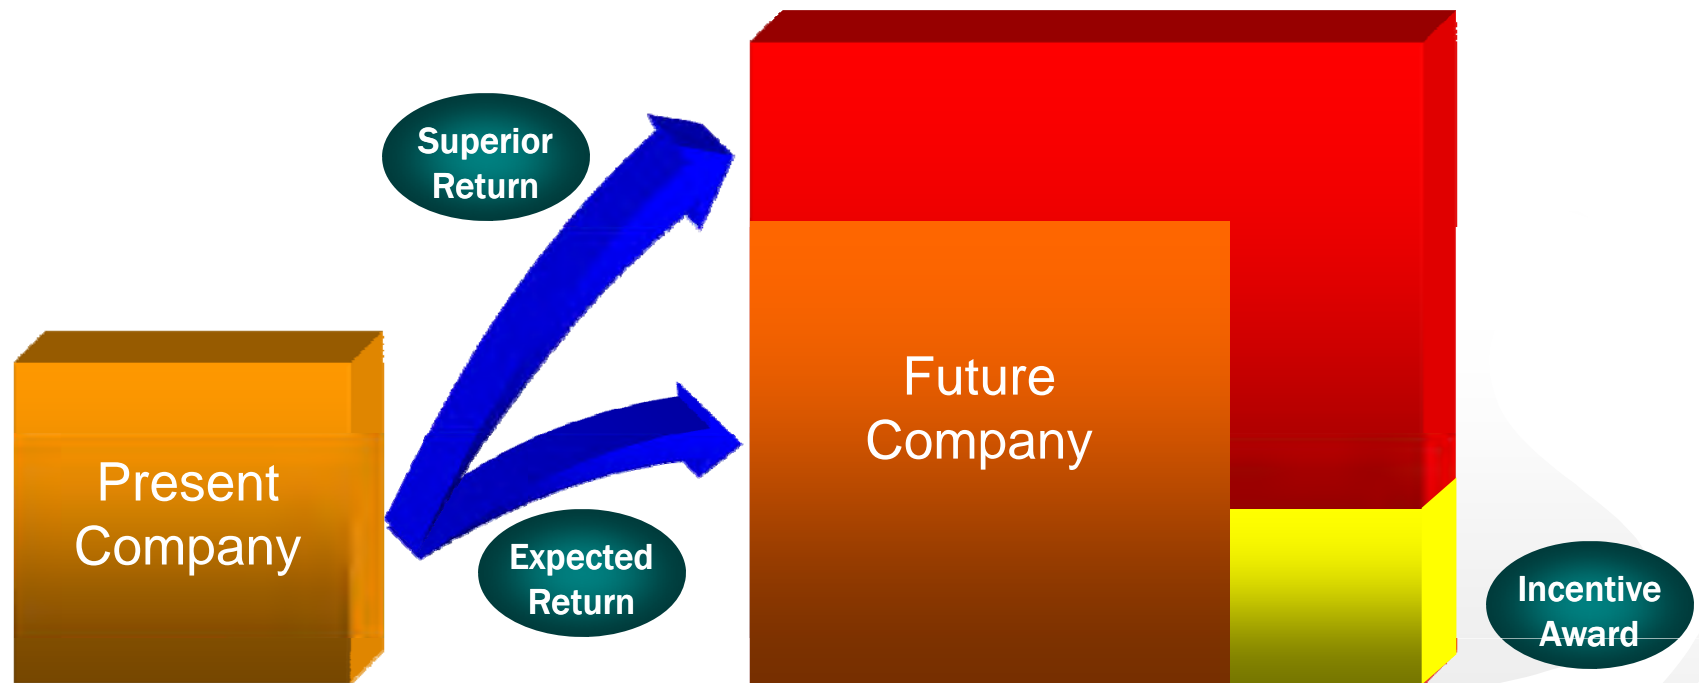 Superior
Return
Future
Company
Present
Company
Expected
Return
Incentive
Award